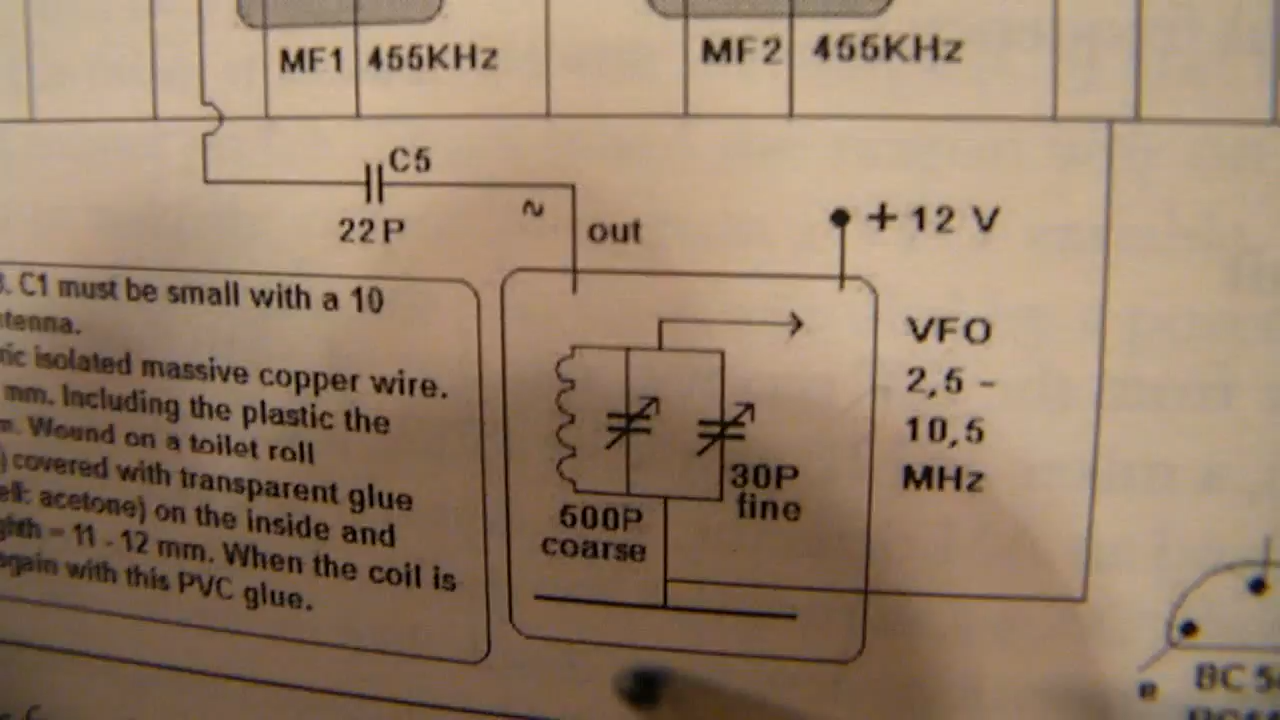 MF1 455KHz
MF2 455KHz
C5
22 P
~
out
+ 12 V
. C1 must be small with a 10
isolated massive copper wire.
mm. Including the plastic the
Wound on a toilet roll
) covered with transparent glue
acetone) on the inside and
= 11 - 12 mm. When the coil is
again with this PVC glue.
VFO
2,5 -
10,5
MHz
30P
fine
500P
coarse
e
BC 5